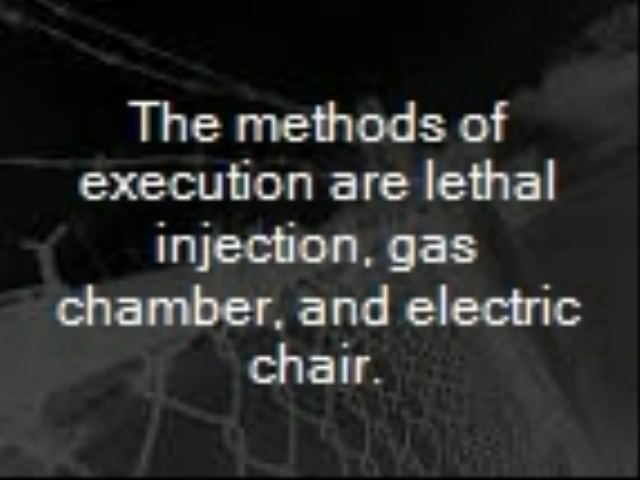 The methods of
execution are lethal
injection, gas
chamber, and electric
chair.